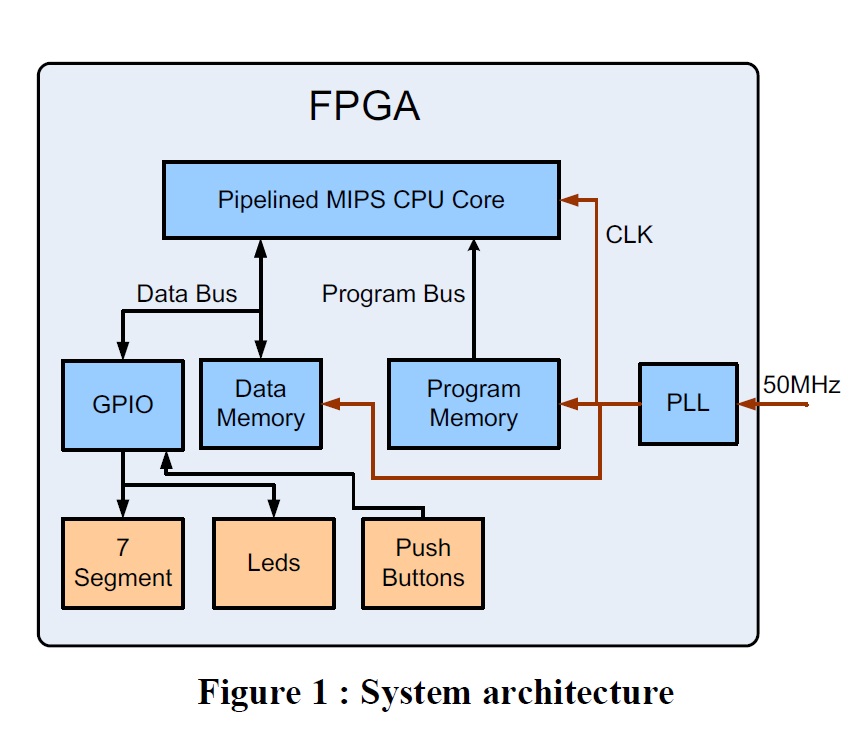 FPGA
Pipelined MIPS CPU Core
CLK
Data Bus
Program Bus
50MHz
GPIO
Data
Memory
Program
Memory
PLL
7
Segment
Leds
Push
Buttons
Figure 1 : System architecture